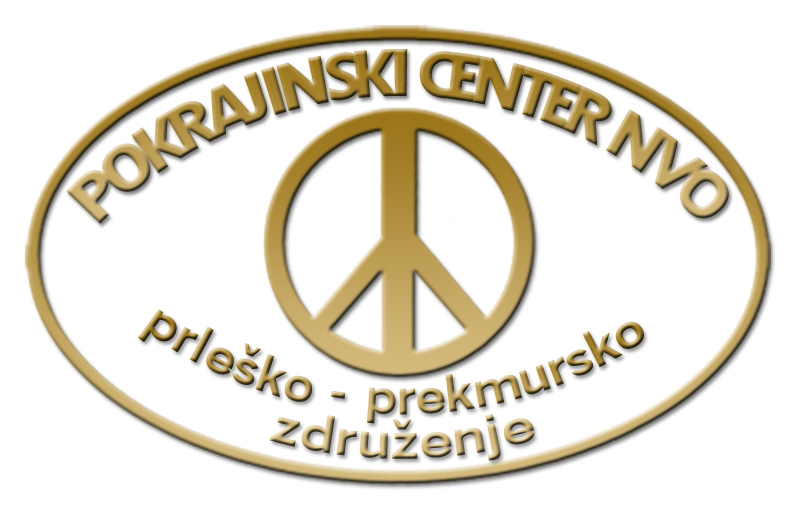 POKRAJINSKI CENTER NVO
prleško - prekmursko
združenje